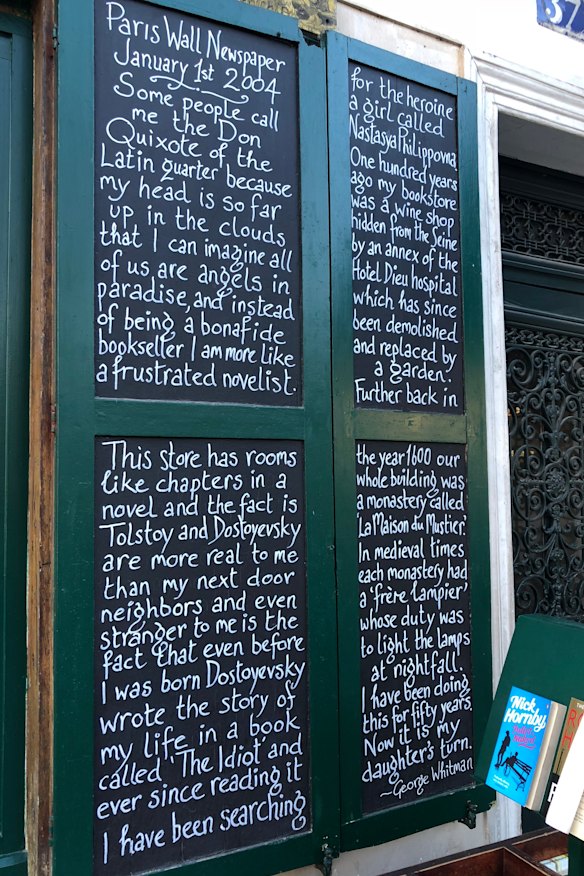 Paris Wall Newspaper
January 1st 2004
Some people call
me the Don
Quixote of the
Latin Quarter because
my head is so far
up in the clouds
that I can imagine all
of us are angels in
paradise, and instead
of being a bonafide
bookseller I am more like
a frustrated novelist.
This store has rooms
like chapters in a
novel and the fact is
Tolstoy and Dostoyevsky
are more real to me
than my next door
neighbors and even
stranger to me is the
fact that even before
I was born Dostoyevsky
wrote the story of
my life in a book
called 'The Idiot' and
ever since reading it
I have been searching
for the heroine
a girl called
Nastasya Philippovna
One hundred years
ago my bookstore
was a wine shop
hidden from the Seine
by an annex of the
Hotel Dieu hospital
which has since
been demolished
and replaced by
a garden.
Further back in
the year 1600 our
whole building was
a monastery called
'La Maison du Mustier'.
In medieval times
each monastery had
a 'frère lampier'
whose duty was
to light the lamps
at nightfall.
I have been doing
this for fifty years.
Now it is my
daughter's turn.
~George Whitman
37
Nick
Hornby